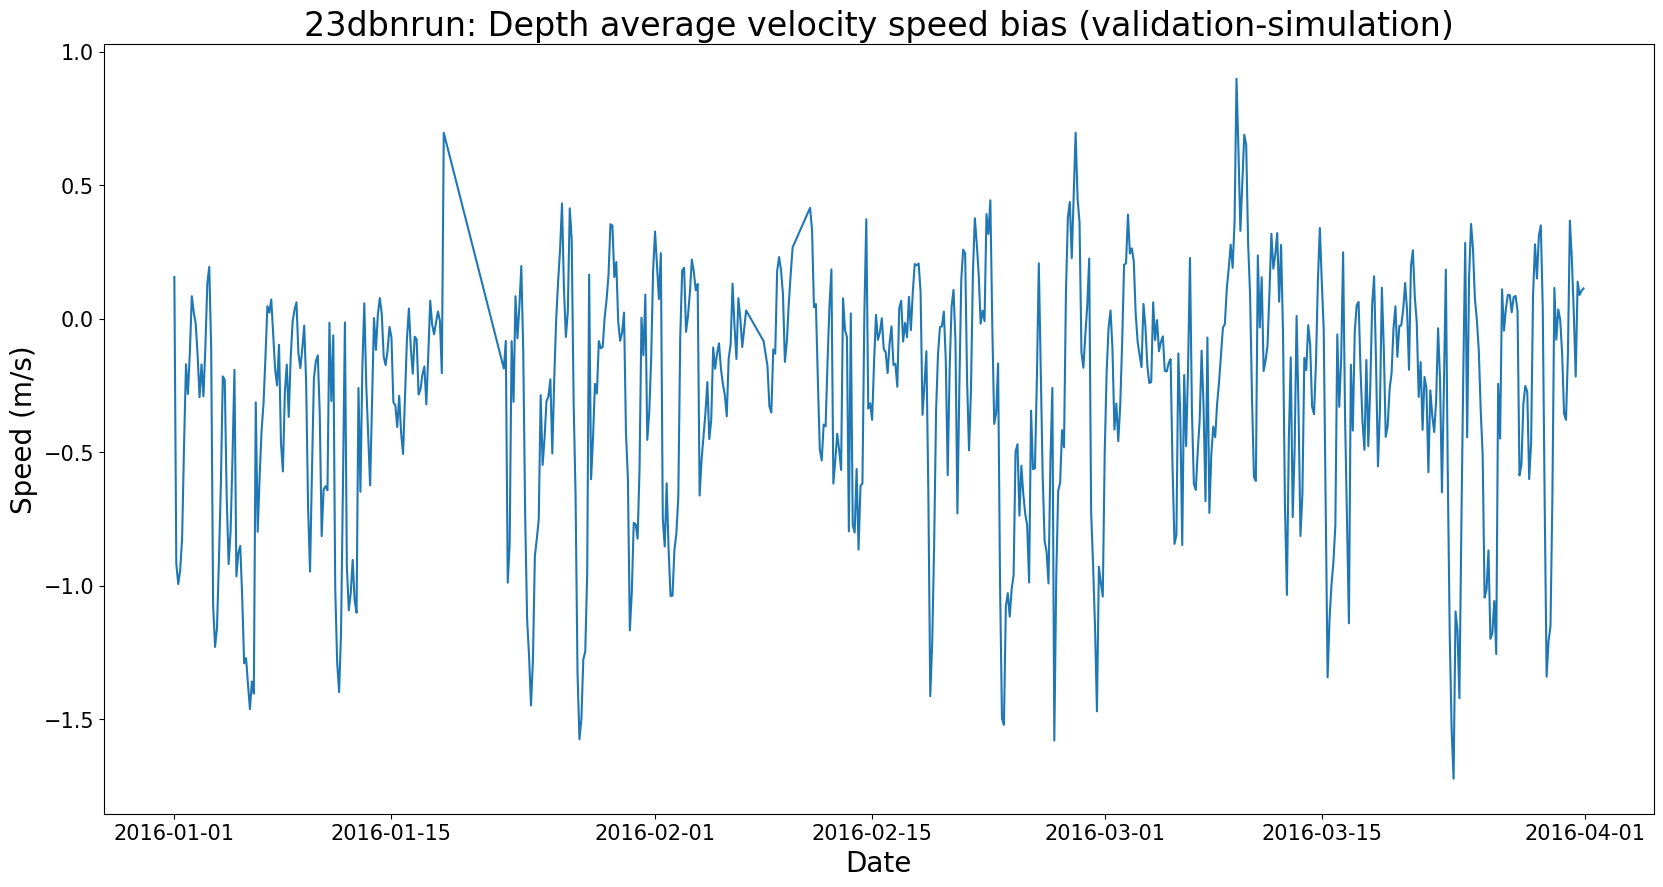 23dbnrun: Depth average velocity speed bias (validation-simulation)
1.0
0.5
0.0
−0.5
−1.0
−1.5
Speed (m/s)
2016-01-01 2016-01-15 2016-02-01 2016-02-15 2016-03-01 2016-03-15 2016-04-01
Date